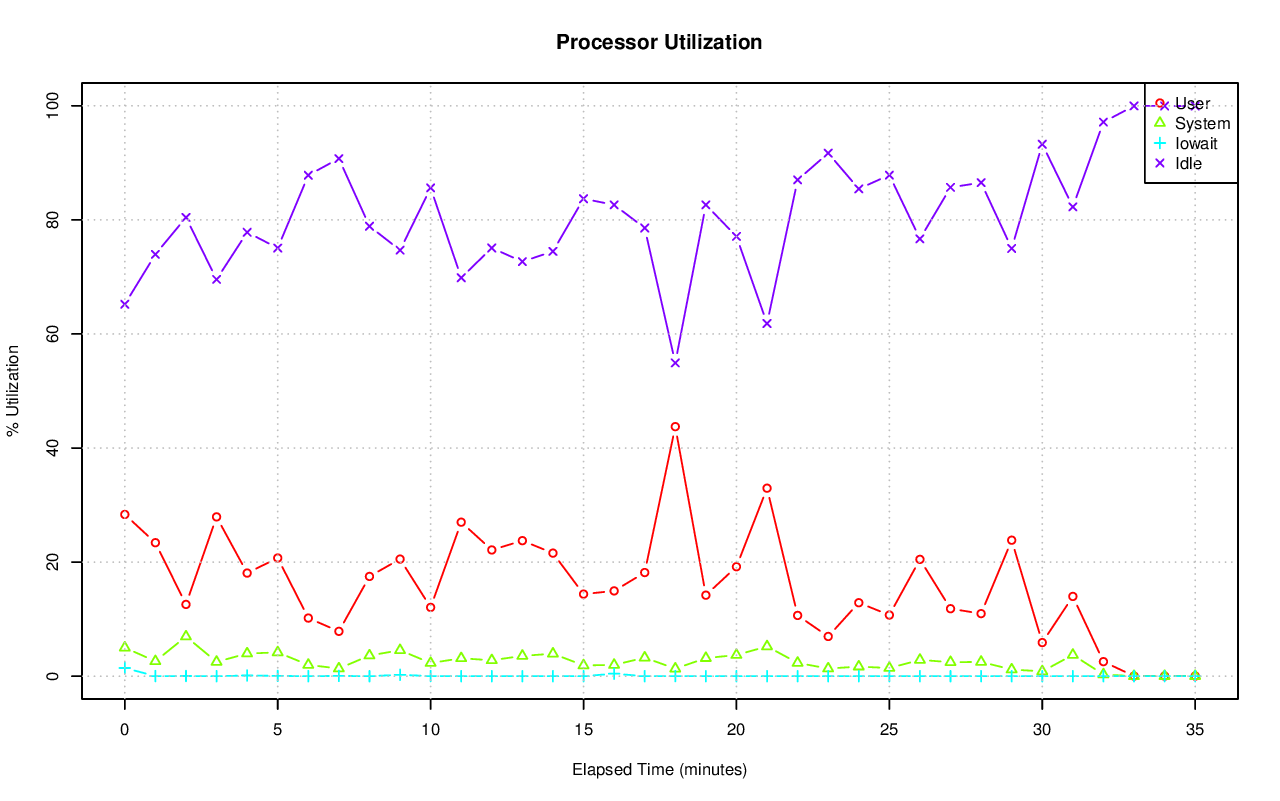 Processor Utilization
% Utilization
100
80
60
40
20
0
User
System
Iowait
Idle
0 5 10 15 20 25 30 35
Elapsed Time (minutes)